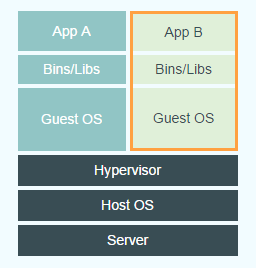 App A
App B
Bins/Libs
Bins/Libs
Guest OS
Guest OS
Hypervisor
Host OS
Server